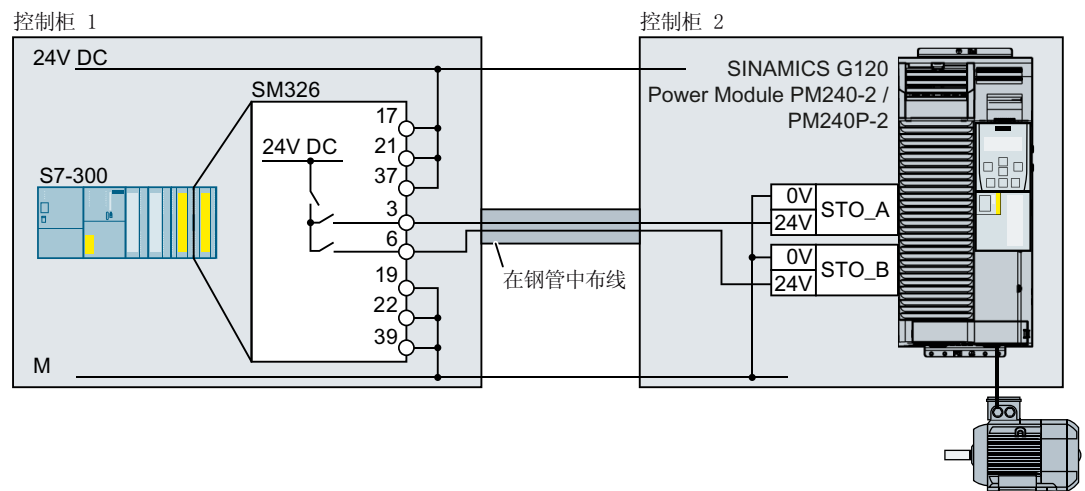 控制柜 1
控制柜 2
24V DC
SINAMICS G120
Power Module PM240-2 /
PM240P-2
SM326
17
21
24V DC
37
S7-300
3
6
19
22
39
0V
24V
STO_A
0V
24V
STO_B
在钢管中布线
M